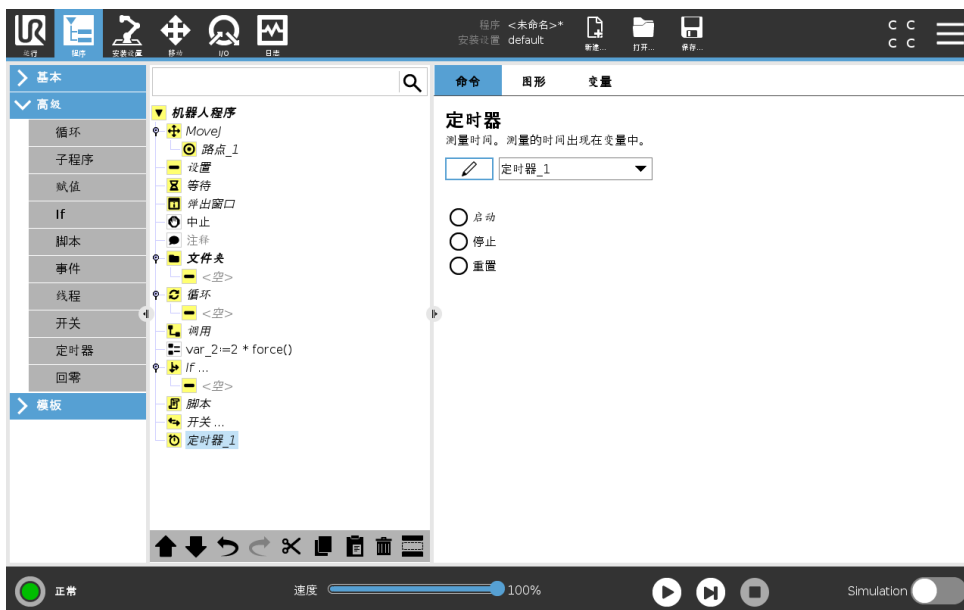 运行
程序
安装设置
移动
I/O
日志
程序 <未命名>*
安装设置 default
新建...
打开...
保存...
C C
C C
基本
高级
循环
子程序
赋值
If
脚本
事件
线程
开关
定时器
回零
模板
机器人程序
MoveJ
路点_1
设置
等待
弹出窗口
中止
注释
文件夹
<空>
循环
<空>
调用
var_2:=2 * force()
If ...
<空>
脚本
开关 ...
定时器_1
命令 图形 变量
定时器
测量时间。测量的时间出现在变量中。
定时器_1
启动
停止
重置
正常
速度 100%
Simulation